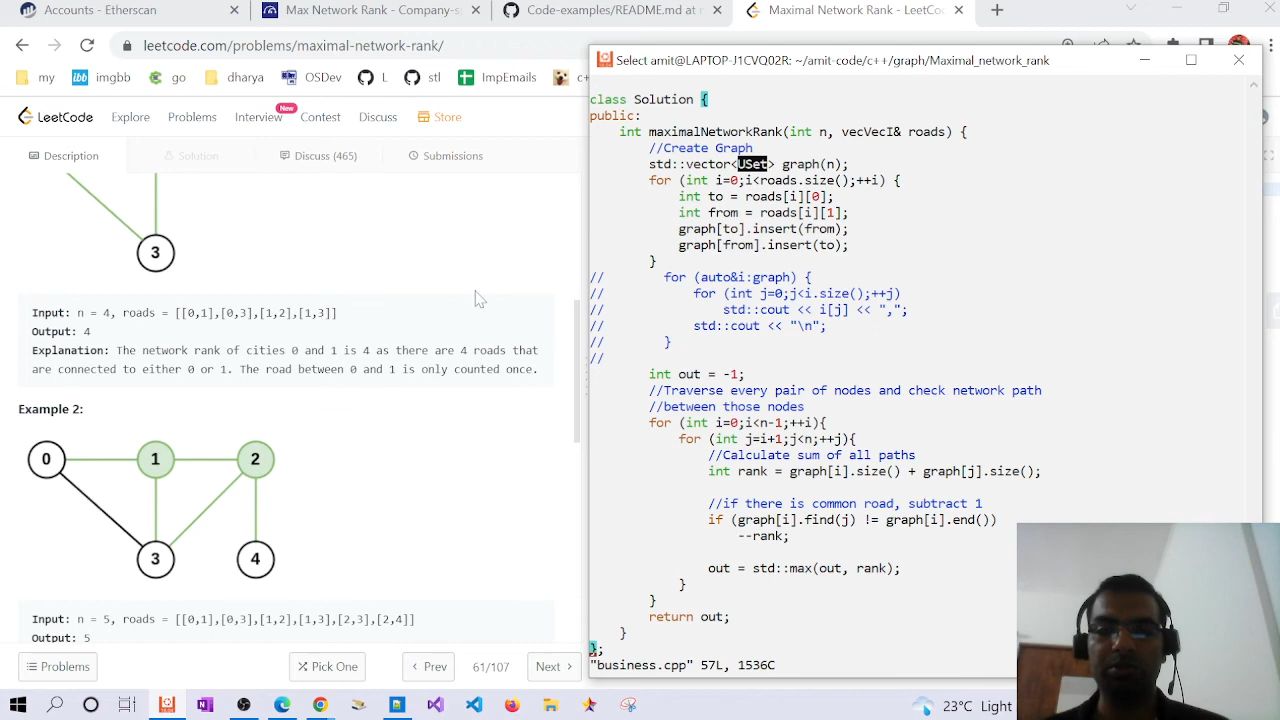 Accounts - Etherscan
Max Network Rank - Company-s
Code-examples/README.md at r
Maximal Network Rank - LeetCo
leetcode.com/problems/maximal-network-rank/
my
imgbb
go
dharya
OSDev
L
stl
ImpEmails
LeetCode
Explore
Problems
Interview
New
Contest
Discuss
Store
Description
Solution
Discuss (465)
Submissions
3
Input: n = 4, roads = [[0,1],[0,3],[1,2],[1,3]]
Output: 4
Explanation: The network rank of cities 0 and 1 is 4 as there are 4 roads that
are connected to either 0 or 1. The road between 0 and 1 is only counted once.
Example 2:
0
1
2
3
4
Input: n = 5, roads = [[0,1],[0,3],[1,2],[1,3],[2,3],[2,4]]
Output: 5
Problems
Pick One
Prev
61/107
Next
Select amit@LAPTOP-J1CVQ02R: ~/amit-code/c++/graph/Maximal_network_rank
class Solution {
public:
int maximalNetworkRank(int n, vecVecI& roads) {
//Create Graph
std::vector<USet> graph(n);
for (int i=0;i<roads.size();++i) {
int to = roads[i][0];
int from = roads[i][1];
graph[to].insert(from);
graph[from].insert(to);
}
// for (auto&i:graph) {
// for (int j=0;j<i.size();++j)
// std::cout << i[j] << ",";
// std::cout << "\n";
// }
//
int out = -1;
//Traverse every pair of nodes and check network path
//between those nodes
for (int i=0;i<n-1;++i){
for (int j=i+1;j<n;++j){
//Calculate sum of all paths
int rank = graph[i].size() + graph[j].size();
//if there is common road, subtract 1
if (graph[i].find(j) != graph[i].end())
--rank;
out = std::max(out, rank);
}
}
return out;
}
};
"business.cpp" 57L, 1536C
23°C Light